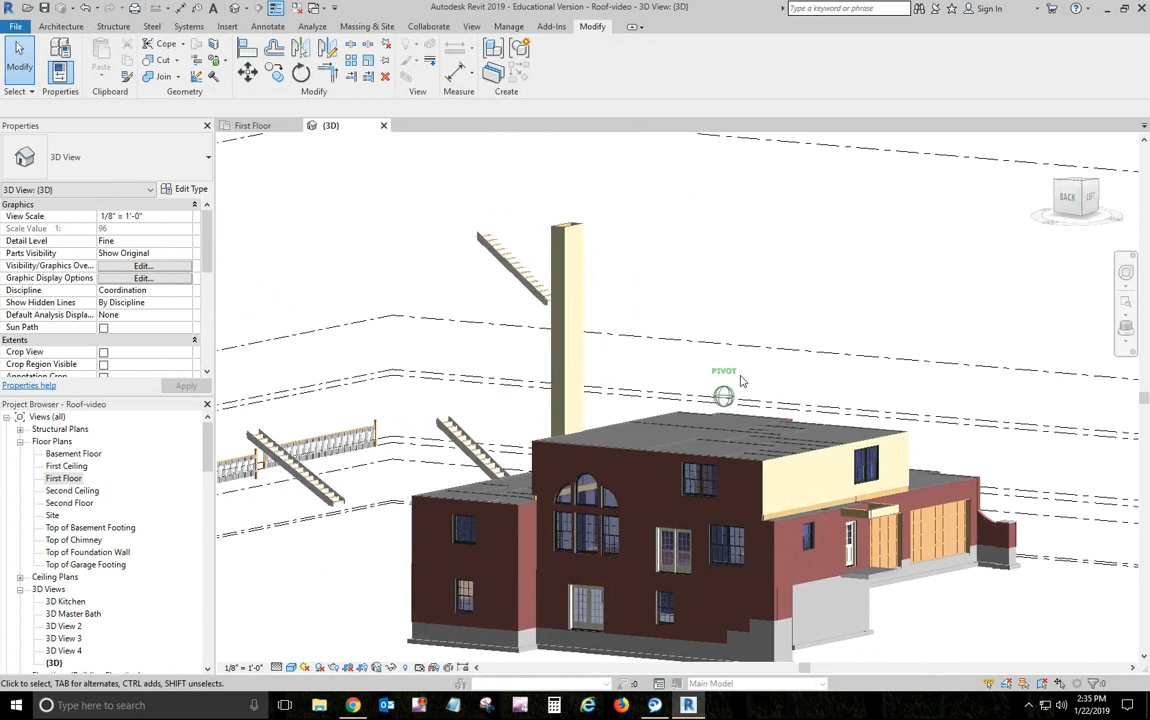 Autodesk Revit 2019 - Educational Version - Roof-video - 3D View: {3D}
Type a keyword or phrase
Sign In
File Architecture Structure Steel Systems Insert Annotate Analyze Massing & Site Collaborate View Manage Add-Ins Modify
Modify
Properties
Paste
Cope
Cut
Join
Select Properties Clipboard Geometry Modify View Measure Create
Properties
First Floor
{3D}
3D View
3D View: {3D}
Edit Type
Graphics
View Scale 1/8" = 1'-0"
Scale Value 1: 96
Detail Level Fine
Parts Visibility Show Original
Visibility/Graphics Ove... Edit...
Graphic Display Options Edit...
Discipline Coordination
Show Hidden Lines By Discipline
Default Analysis Displa... None
Sun Path
Extents
Crop View
Crop Region Visible
Annotation Crop
Properties help
Apply
Project Browser - Roof-video
Views (all)
Structural Plans
Floor Plans
Basement Floor
First Ceiling
First Floor
Second Ceiling
Second Floor
Site
Top of Basement Footing
Top of Chimney
Top of Foundation Wall
Top of Garage Footing
Ceiling Plans
3D Views
3D Kitchen
3D Master Bath
3D View 2
3D View 3
3D View 4
{3D}
BACK
LEFT
PIVOT
1/8" = 1'-0"
Click to select, TAB for alternates, CTRL adds, SHIFT unselects.
:0
Main Model
:0
Type here to search
2:35 PM
1/22/2019